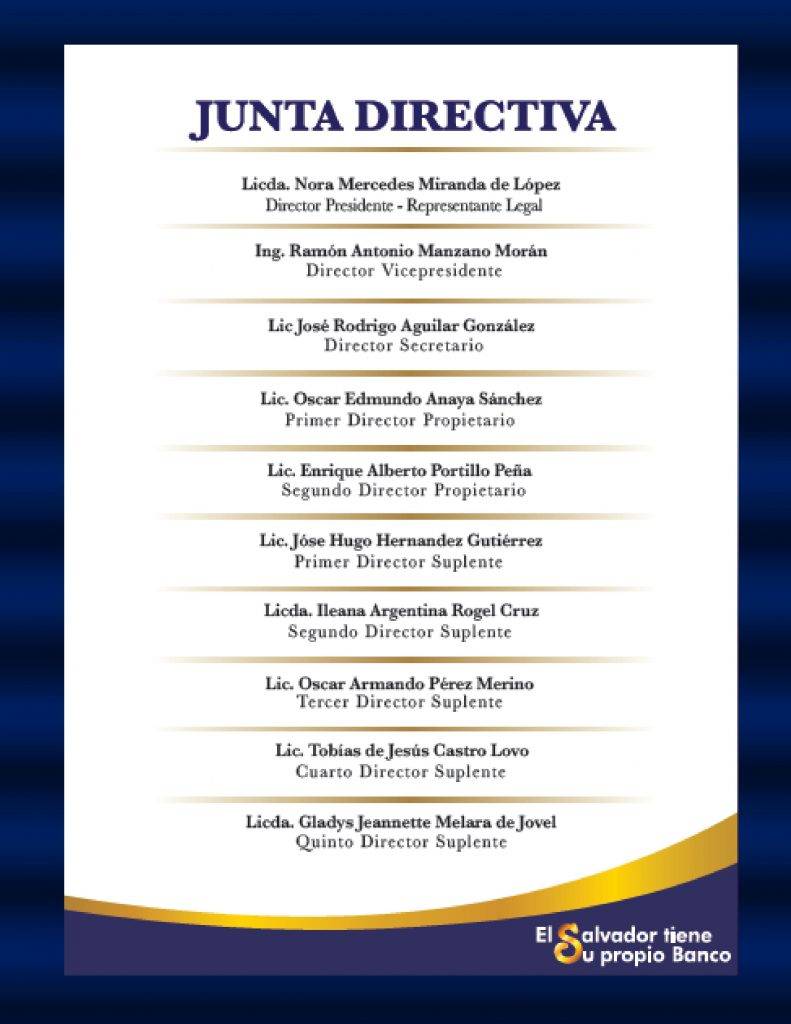 JUNTA DIRECTIVA
Licda. Nora Mercedes Miranda de López
Director Presidente - Representante Legal
Ing. Ramón Antonio Manzano Morán
Director Vicepresidente
Lic José Rodrigo Aguilar González
Director Secretario
Lic. Oscar Edmundo Anaya Sánchez
Primer Director Propietario
Lic. Enrique Alberto Portillo Peña
Segundo Director Propietario
Lic. Jóse Hugo Hernandez Gutiérrez
Primer Director Suplente
Licda. Ileana Argentina Rogel Cruz
Segundo Director Suplente
Lic. Oscar Armando Pérez Merino
Tercer Director Suplente
Lic. Tobías de Jesús Castro Lovo
Cuarto Director Suplente
Licda. Gladys Jeannette Melara de Jovel
Quinto Director Suplente
El Salvador tiene
Su propio Banco